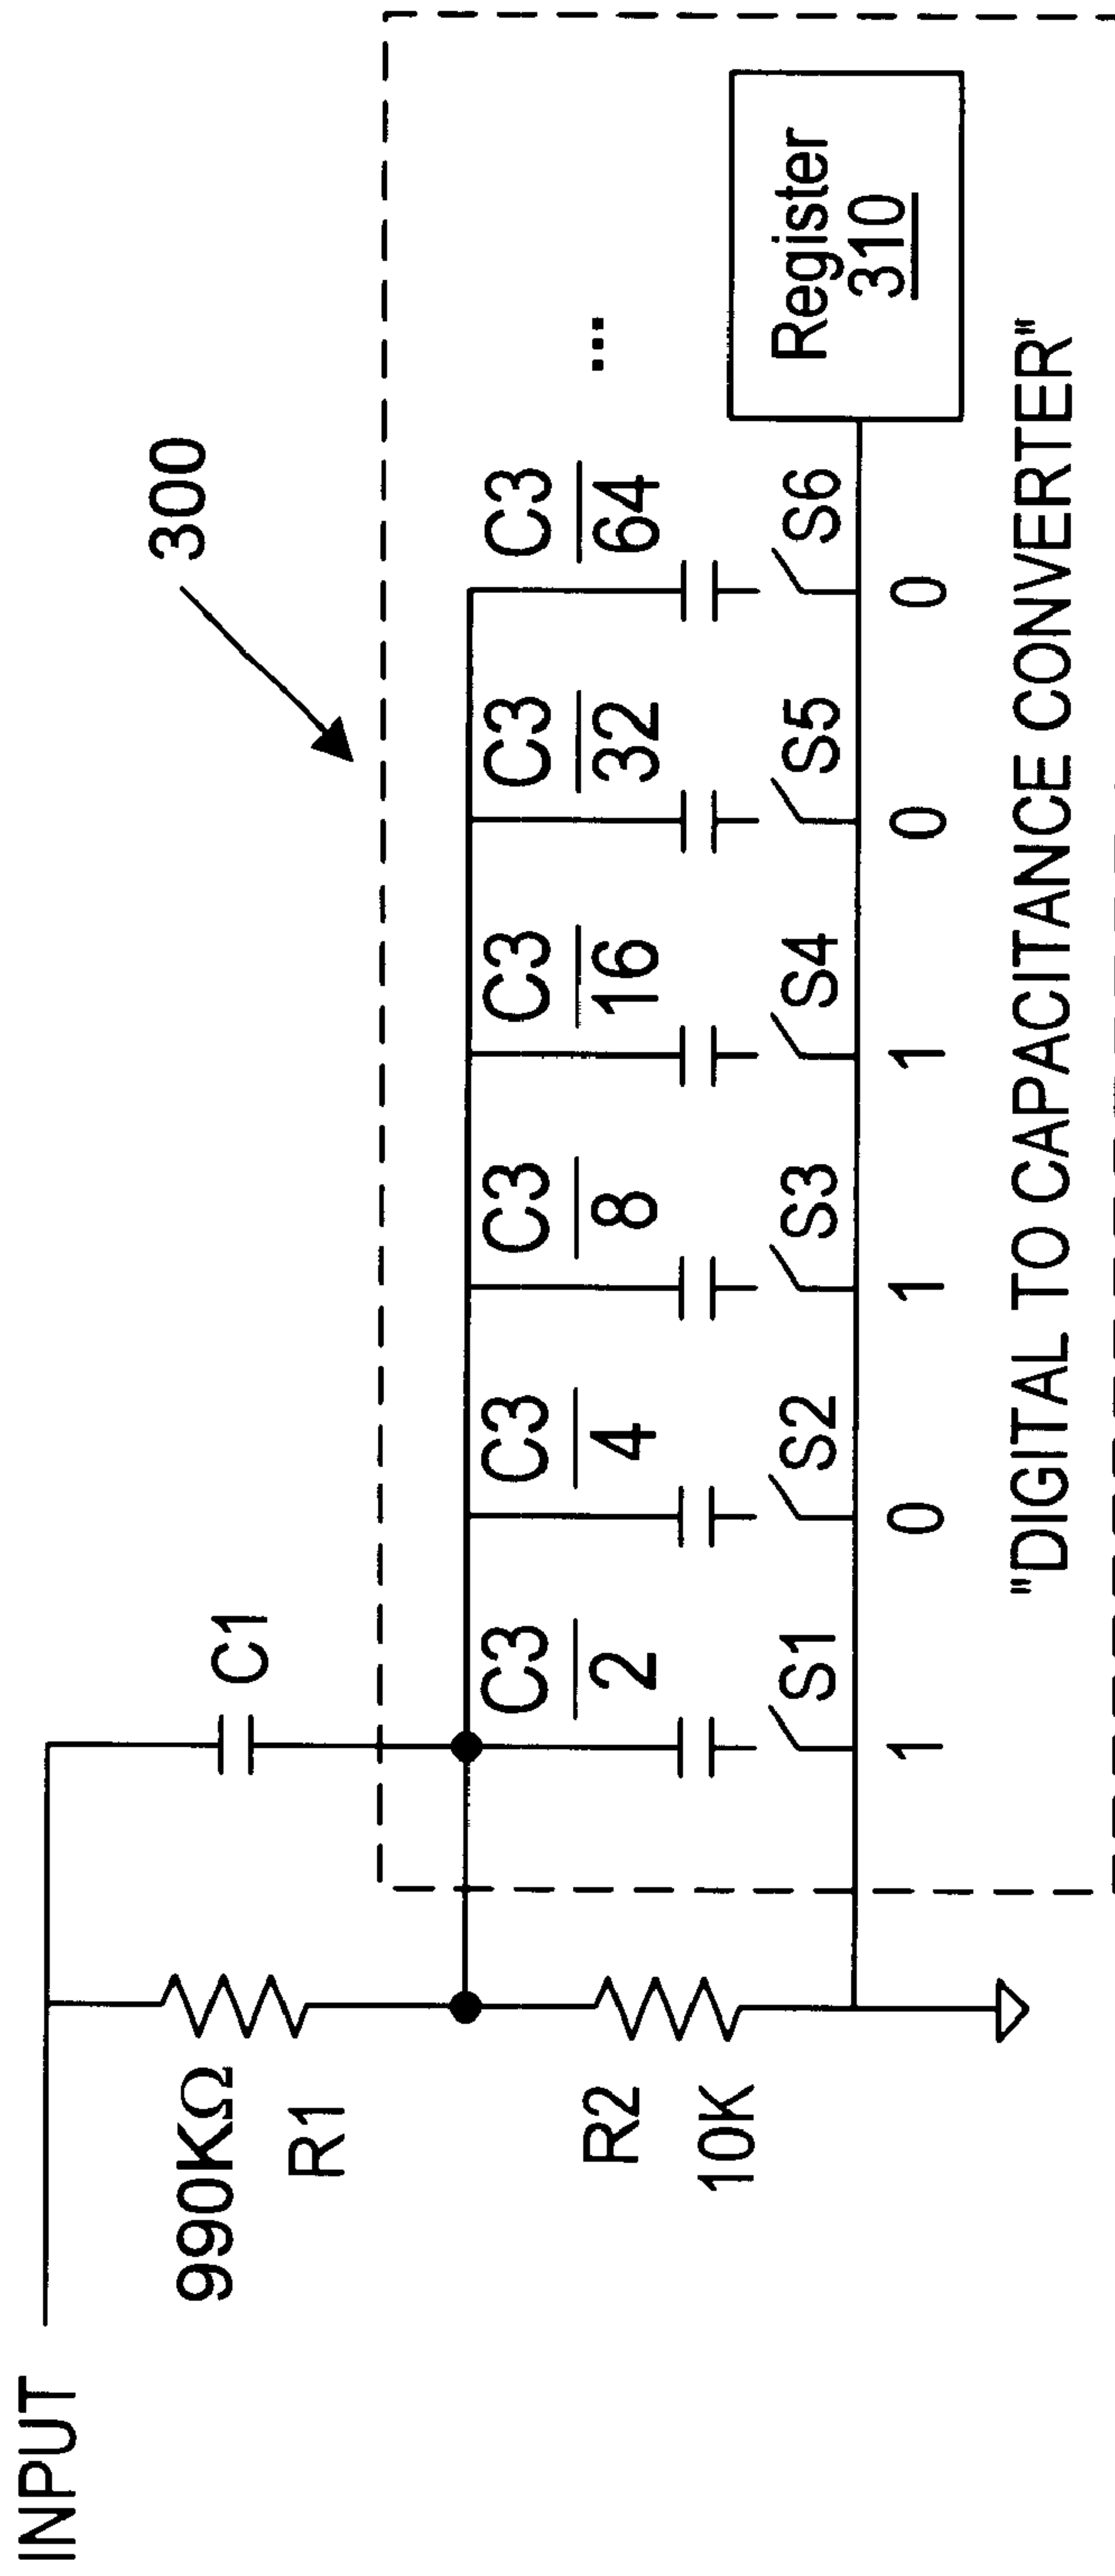 INPUT
990KΩ
R1
R2
10K
C1
300
C3
2
C3
4
C3
8
C3
16
C3
32
C3
64
...
S1
S2
S3
S4
S5
S6
1
0
1
1
0
0
Register
310
"DIGITAL TO CAPACITANCE CONVERTER"